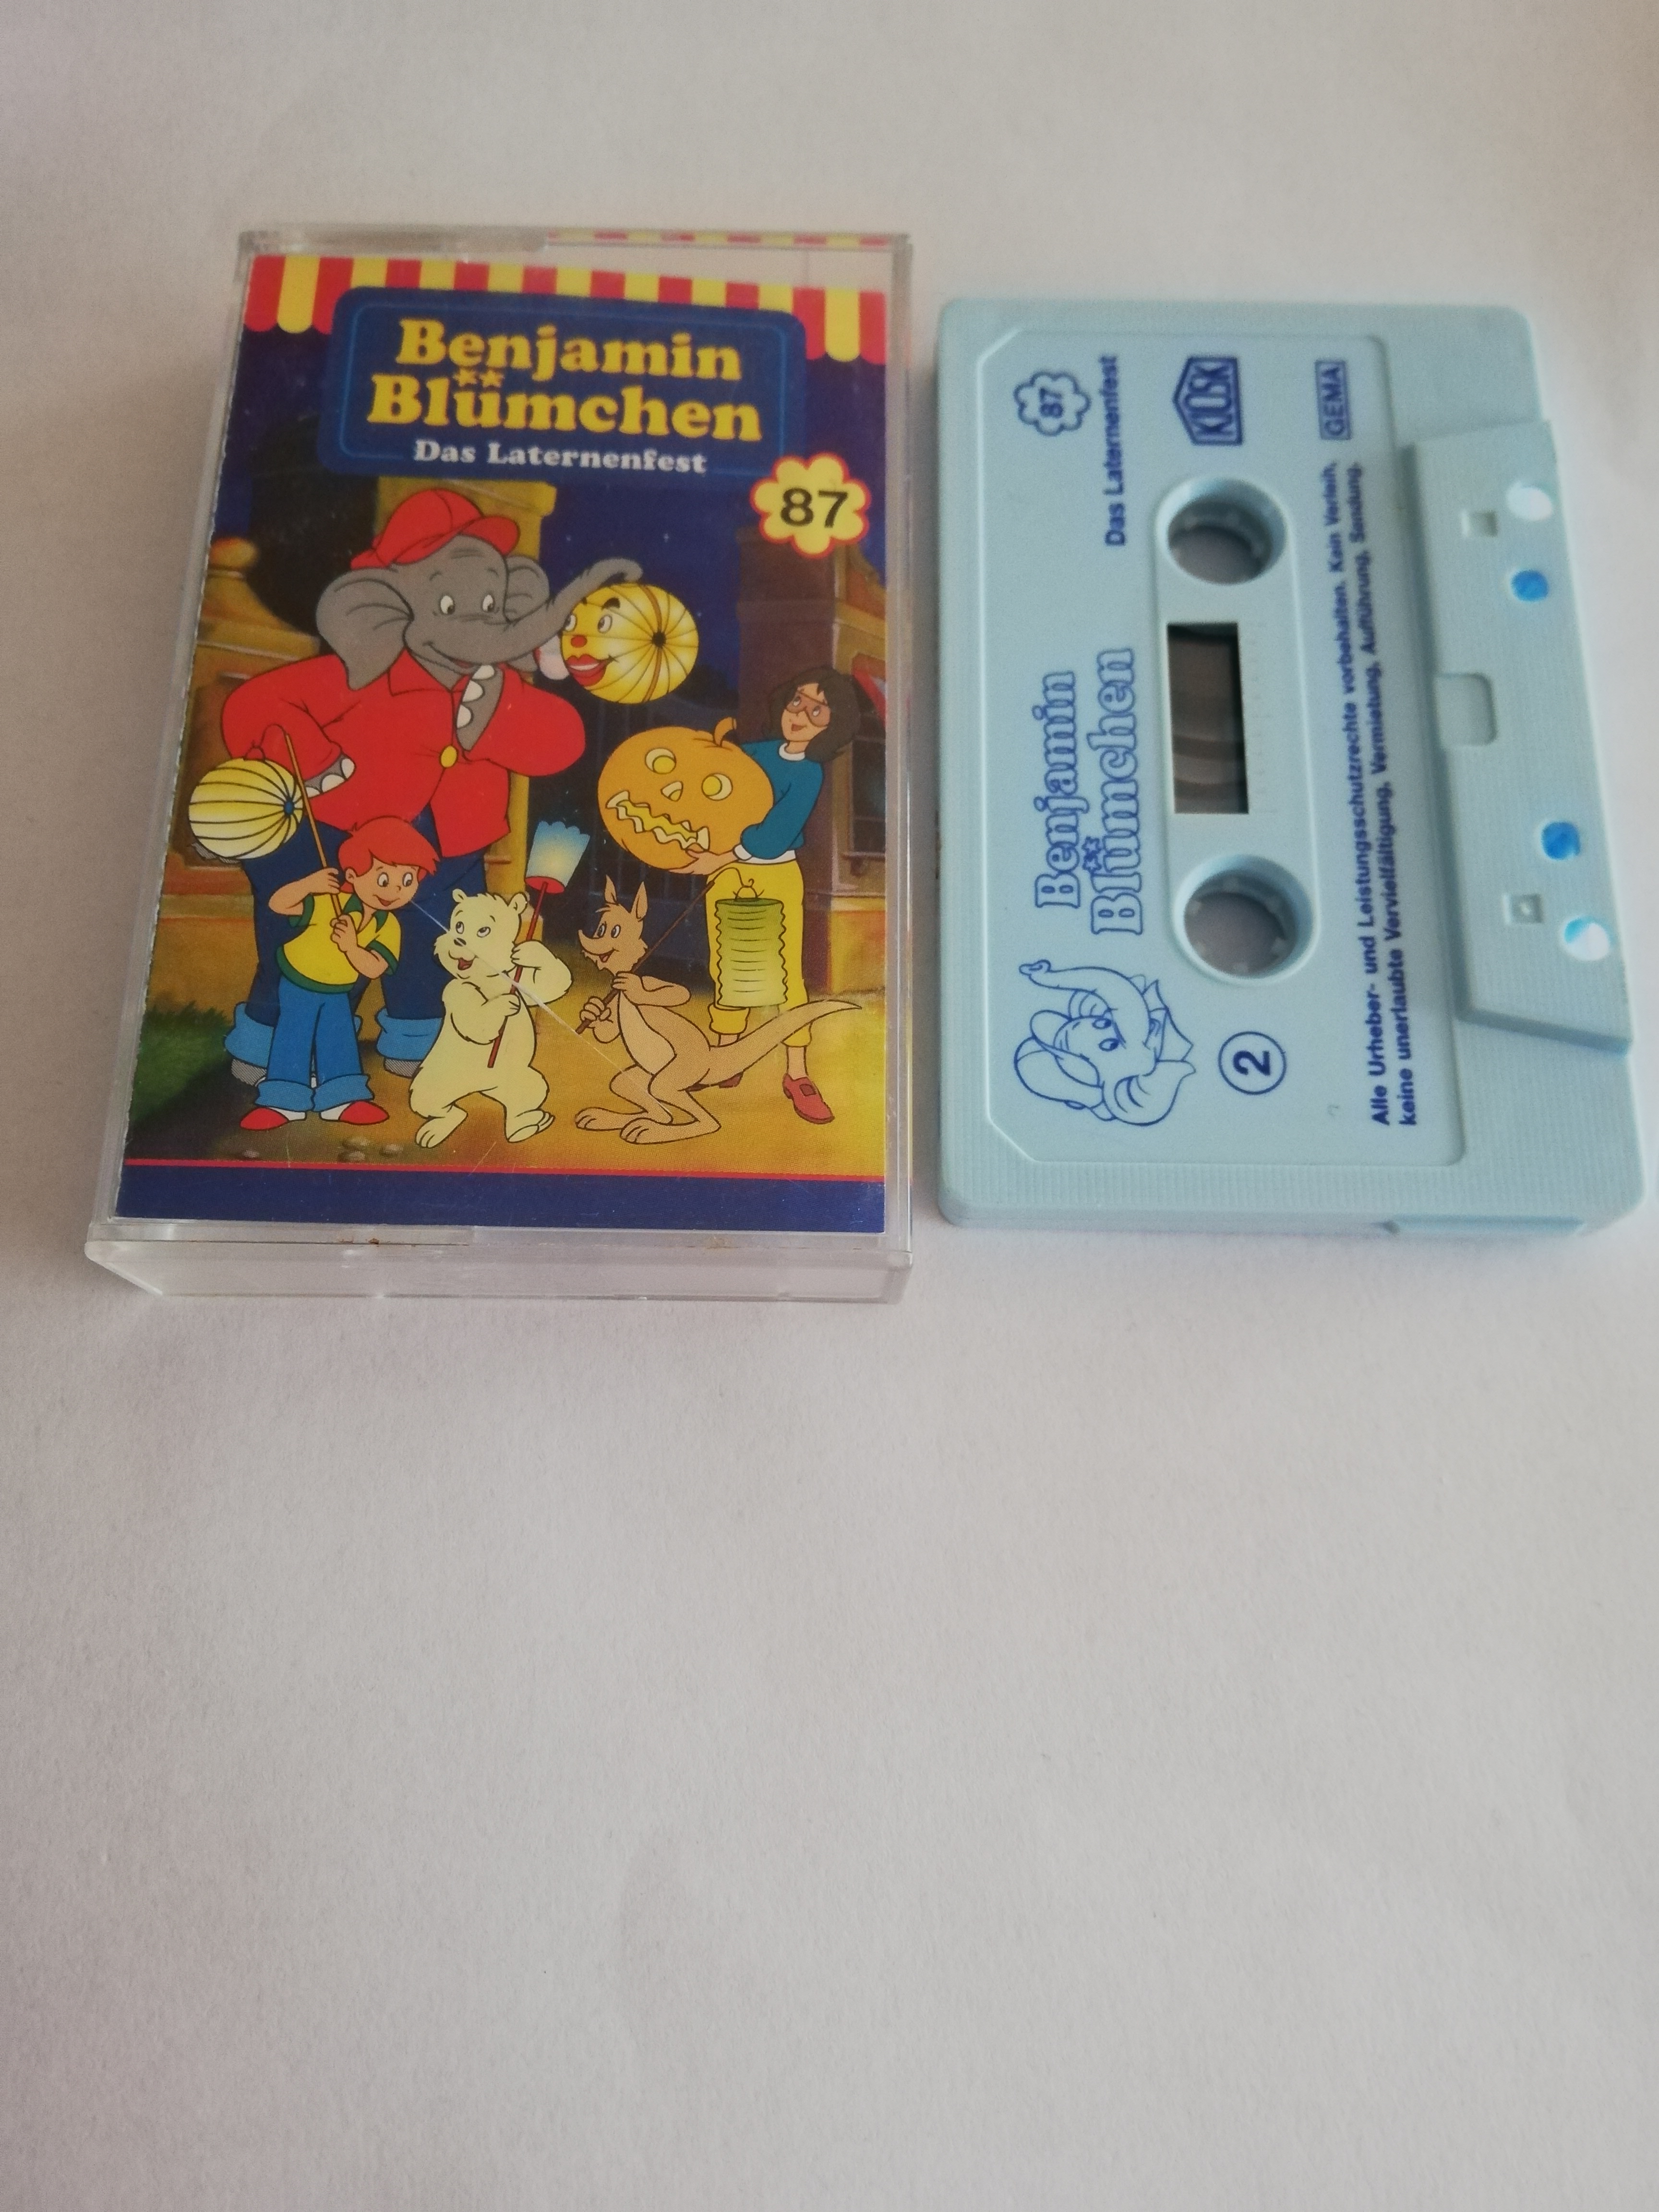 Benjamin
Blümchen
Das Laternenfest
87
87
Das Laternenfest
KIOSK
GEMA
Benjamin
Blümchen
2
Alle Urheber- und Leistungsschutzrechte vorbehalten. Kein Verleih,
keine unerlaubte Vervielfältigung, Vermietung, Aufführung, Sendung.